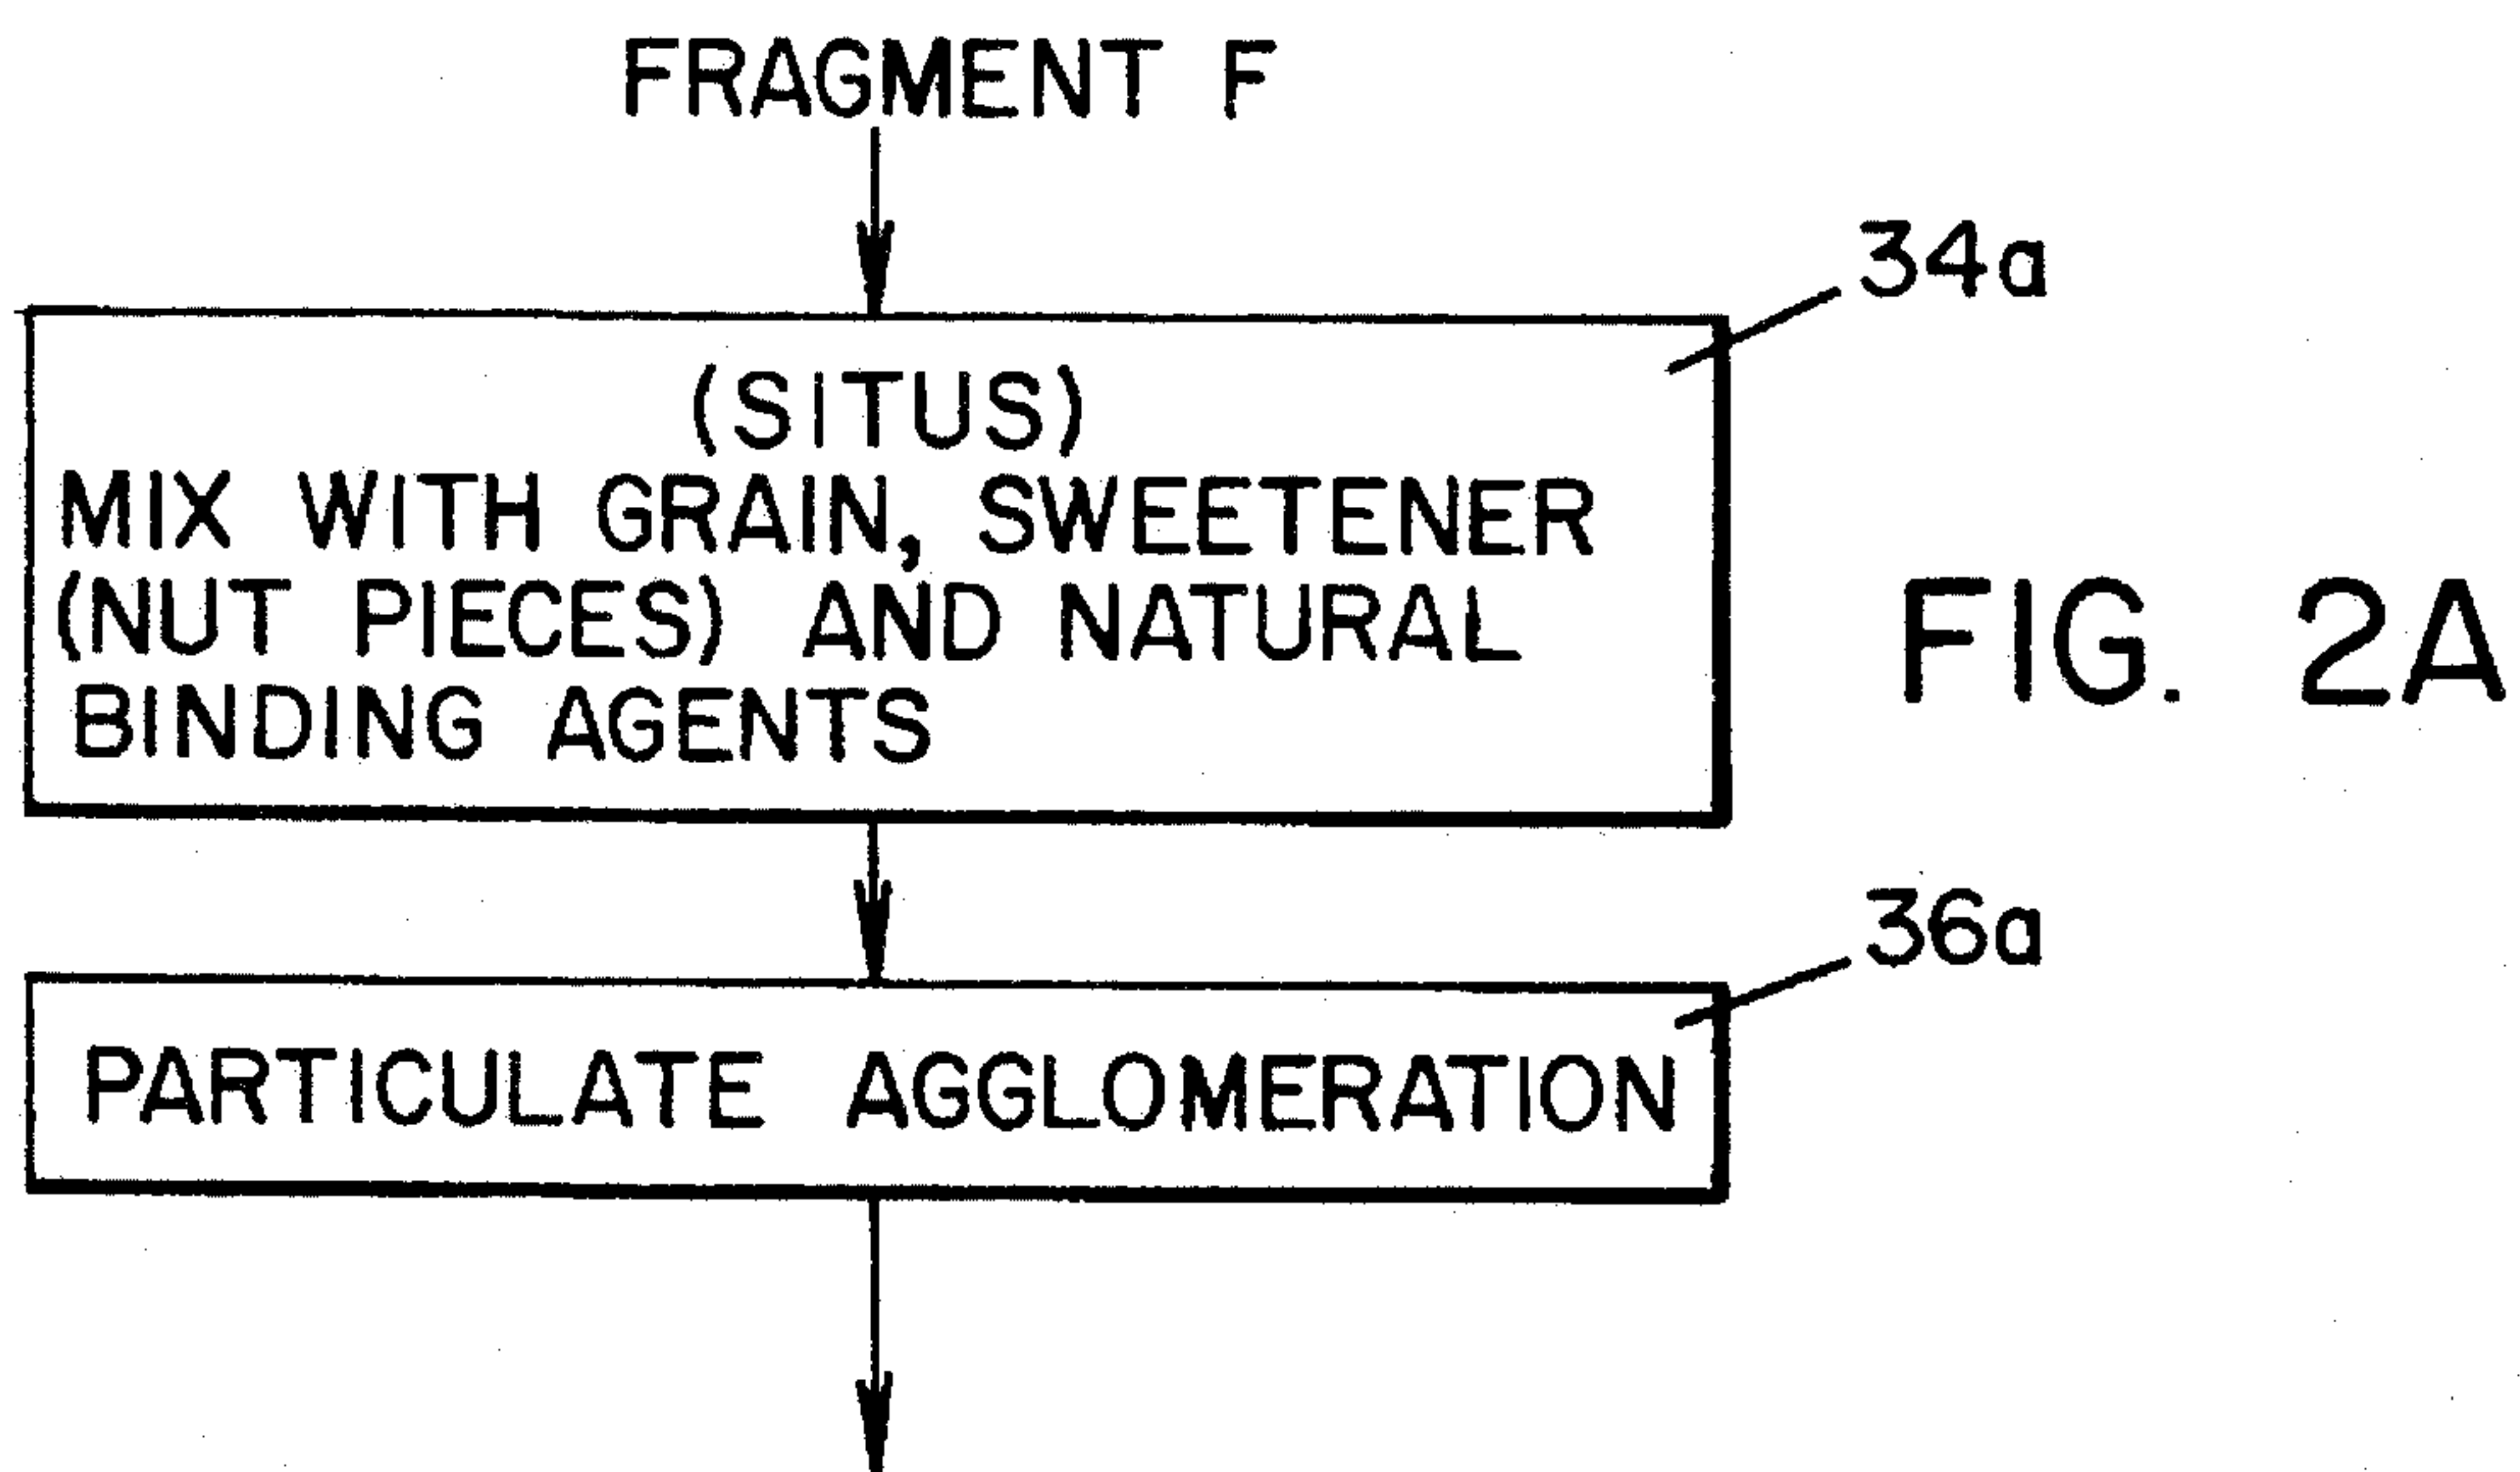 FRAGMENT F
34a
(SITUS)
MIX WITH GRAIN, SWEETENER
(NUT PIECES) AND NATURAL
BINDING AGENTS
FIG. 2A
36a
PARTICULATE AGGLOMERATION